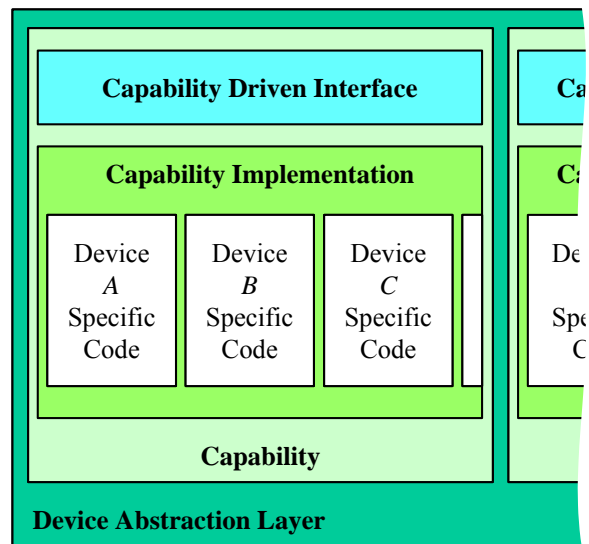 Capability Driven Interface
Capability Implementation
Device
A
Specific
Code
Device
B
Specific
Code
Device
C
Specific
Code
Capability
Device Abstraction Layer